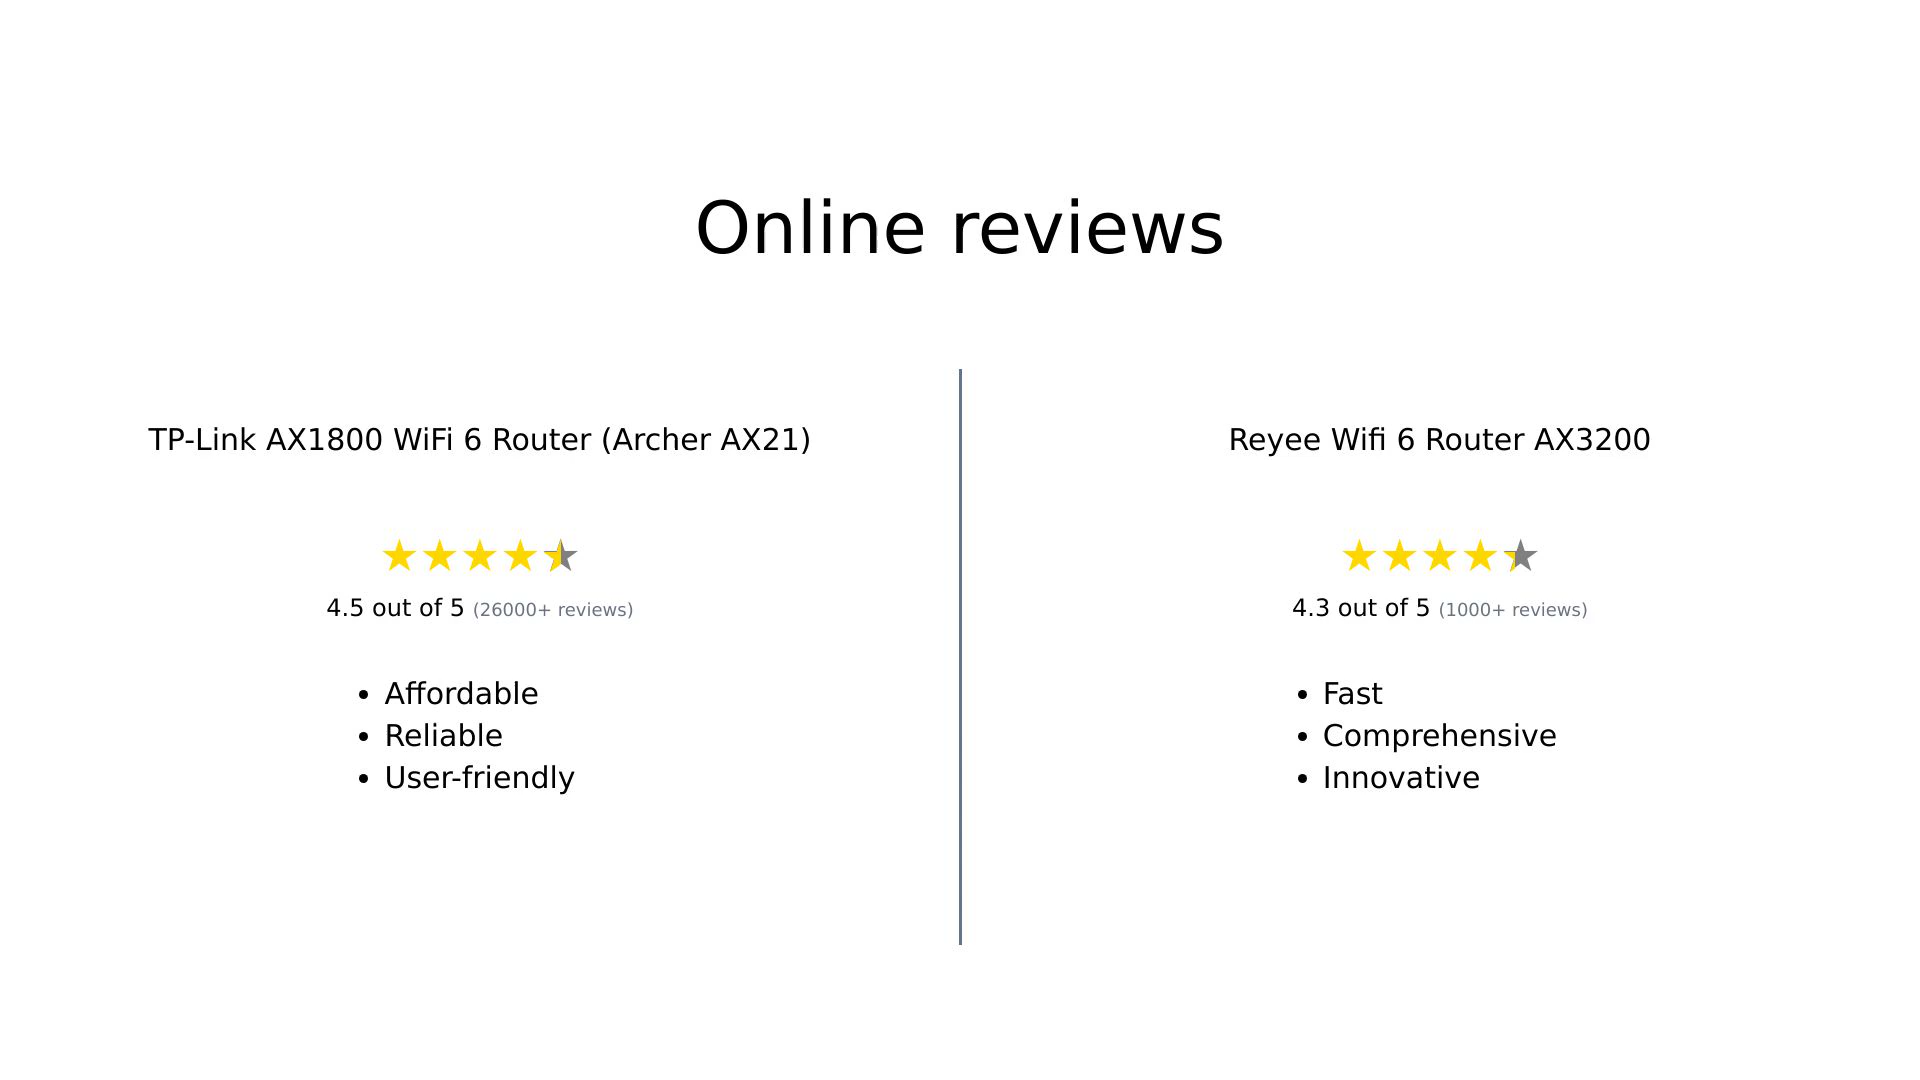 Online reviews
TP-Link AX1800 WiFi 6 Router (Archer AX21)
4.5 out of 5 (26000+ reviews)
• Affordable
• Reliable
• User-friendly
Reyee Wifi 6 Router AX3200
4.3 out of 5 (1000+ reviews)
• Fast
• Comprehensive
• Innovative